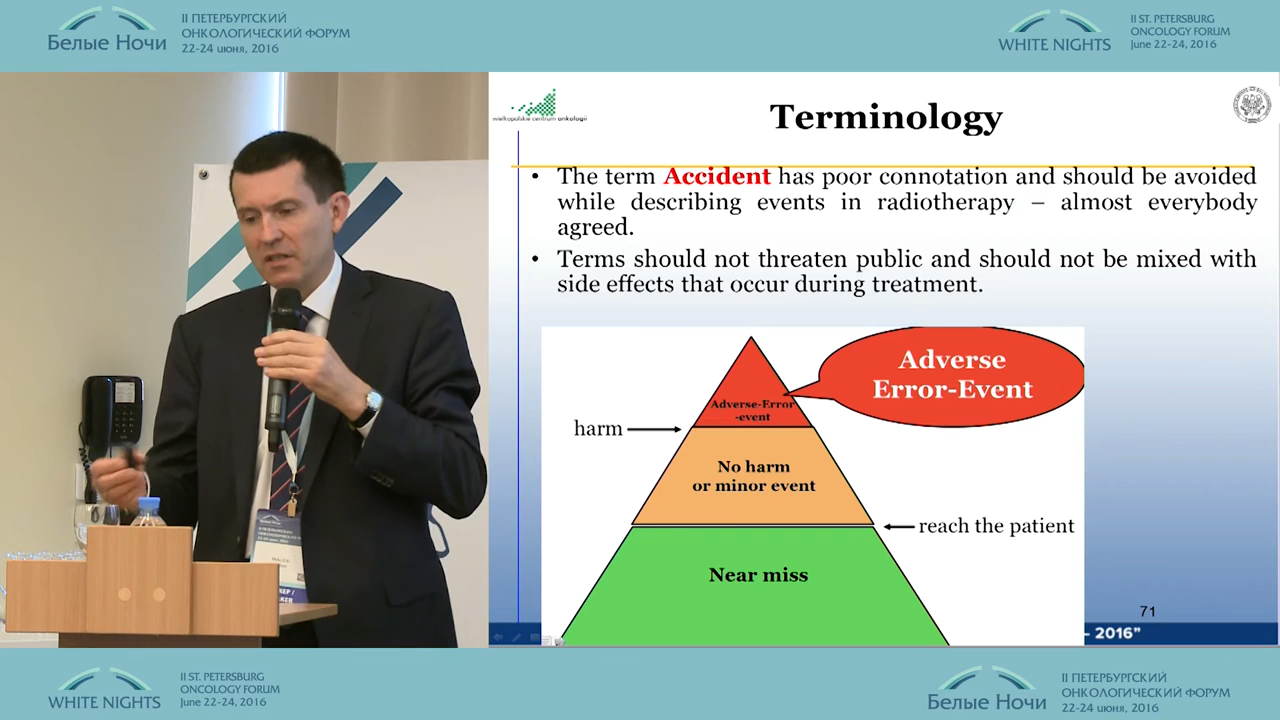 II ПЕТЕРБУРГСКИЙ
ОНКОЛОГИЧЕСКИЙ ФОРУМ
22-24 июня, 2016
Белые Ночи
II ST. PETERSBURG
ONCOLOGY FORUM
June 22-24, 2016
WHITE NIGHTS
wielkopolskie centrum onkologii
Terminology
• The term Accident has poor connotation and should be avoided
while describing events in radiotherapy – almost everybody
agreed.
• Terms should not threaten public and should not be mixed with
side effects that occur during treatment.
Adverse
Error-Event
Adverse-Error
-event
harm
No harm
or minor event
reach the patient
Near miss
71
– 2016”
Белые Ночи
WHITE NIGHTS
II ST. PETERSBURG
ONCOLOGY FORUM
June 22-24, 2016
Белые Ночи
II ПЕТЕРБУРГСКИЙ
ОНКОЛОГИЧЕСКИЙ ФОРУМ
22-24 июня, 2016